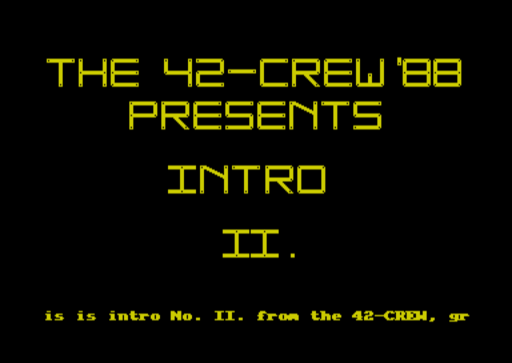 THE 42-CREW '88
PRESENTS
INTRO
II.
is is intro No. II. from the 42-CREW, gr